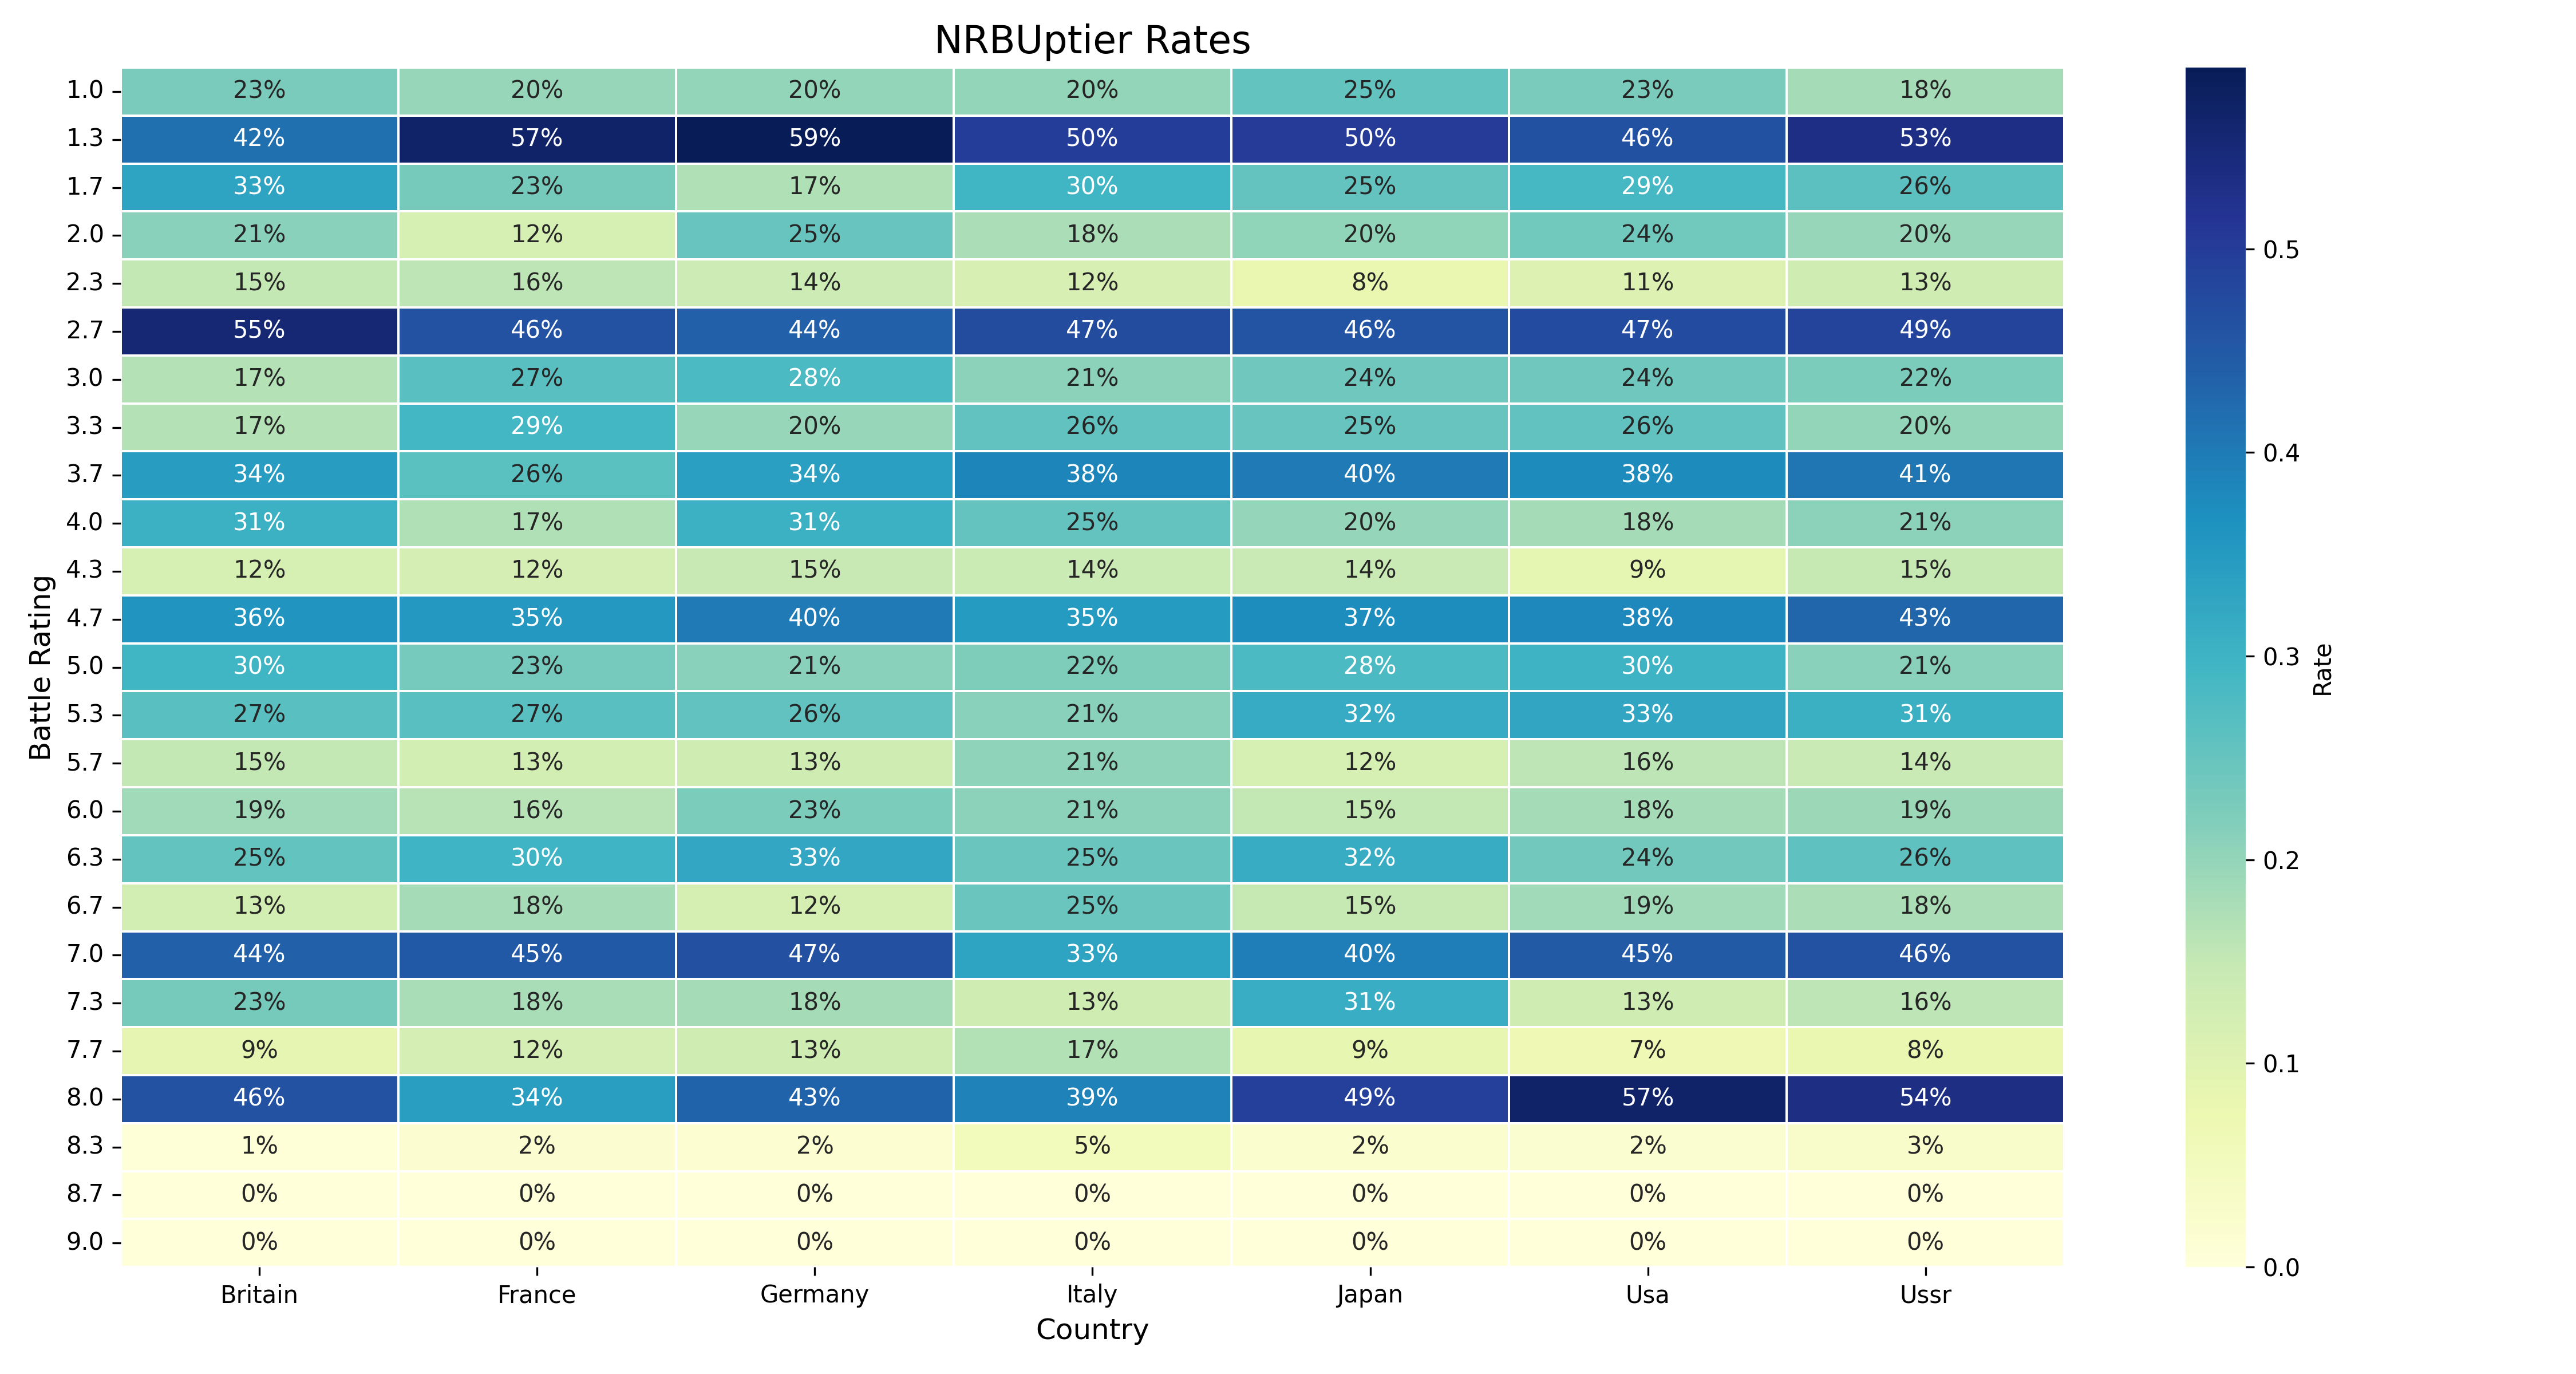 NRBUptier Rates
1.0 23% 20% 20% 20% 25% 23% 18%
1.3 42% 57% 59% 50% 50% 46% 53%
1.7 33% 23% 17% 30% 25% 29% 26%
2.0 21% 12% 25% 18% 20% 24% 20%
2.3 15% 16% 14% 12% 8% 11% 13%
2.7 55% 46% 44% 47% 46% 47% 49%
3.0 17% 27% 28% 21% 24% 24% 22%
3.3 17% 29% 20% 26% 25% 26% 20%
3.7 34% 26% 34% 38% 40% 38% 41%
4.0 31% 17% 31% 25% 20% 18% 21%
4.3 12% 12% 15% 14% 14% 9% 15%
4.7 36% 35% 40% 35% 37% 38% 43%
5.0 30% 23% 21% 22% 28% 30% 21%
5.3 27% 27% 26% 21% 32% 33% 31%
5.7 15% 13% 13% 21% 12% 16% 14%
6.0 19% 16% 23% 21% 15% 18% 19%
6.3 25% 30% 33% 25% 32% 24% 26%
6.7 13% 18% 12% 25% 15% 19% 18%
7.0 44% 45% 47% 33% 40% 45% 46%
7.3 23% 18% 18% 13% 31% 13% 16%
7.7 9% 12% 13% 17% 9% 7% 8%
8.0 46% 34% 43% 39% 49% 57% 54%
8.3 1% 2% 2% 5% 2% 2% 3%
8.7 0% 0% 0% 0% 0% 0% 0%
9.0 0% 0% 0% 0% 0% 0% 0%
Britain France Germany Italy Japan Usa Ussr
Country
Battle Rating
0.5
0.4
0.3
0.2
0.1
0.0
Rate